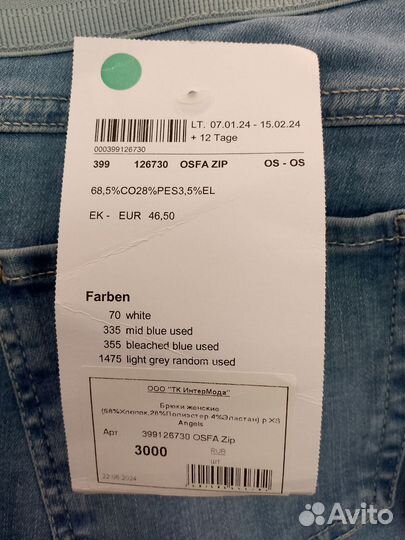 LT. 07.01.24 - 15.02.24
+ 12 Tage
000399126730
399 126730 OSFA ZIP OS - OS
68,5%CO28%PES3,5%EL
EK - EUR 46,50
Farben
70 white
335 mid blue used
355 bleached blue used
1475 light grey random used
ООО "ТК ИнтерМода"
Брюки женские
(68%Хлопок,28%Полиэстер,4%Эластан) р.XS
Angels
Арт 399126730 OSFA Zip
3000 RUB
шт
22.06.2024
Avito